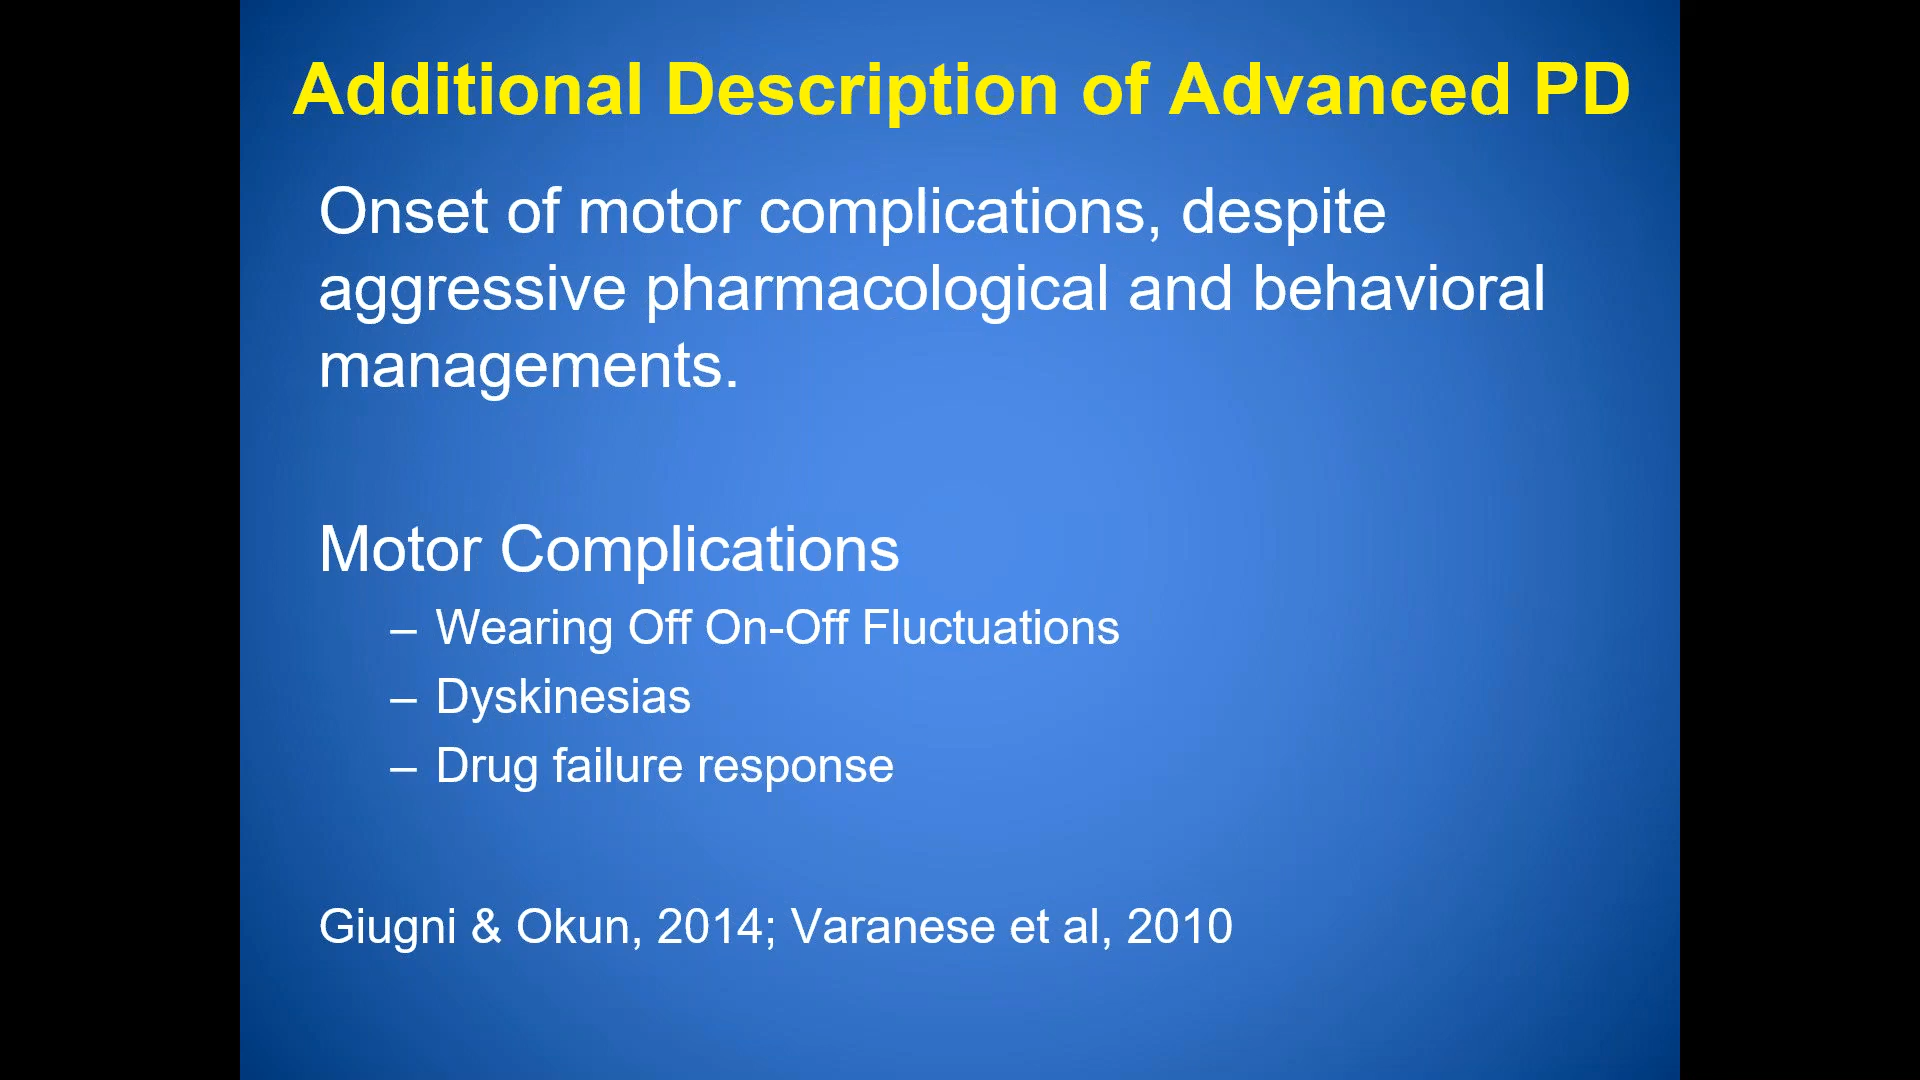 Additional Description of Advanced PD
Onset of motor complications, despite
aggressive pharmacological and behavioral
managements.
Motor Complications
– Wearing Off On-Off Fluctuations
– Dyskinesias
– Drug failure response
Giugni & Okun, 2014; Varanese et al, 2010